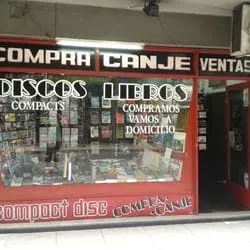 COMPRA CANJE VENTAS
DISCOS LIBROS
COMPACTS
COMPRAMOS
VAMOS A
DOMICILIO
compact disc COMPRA
CANJE